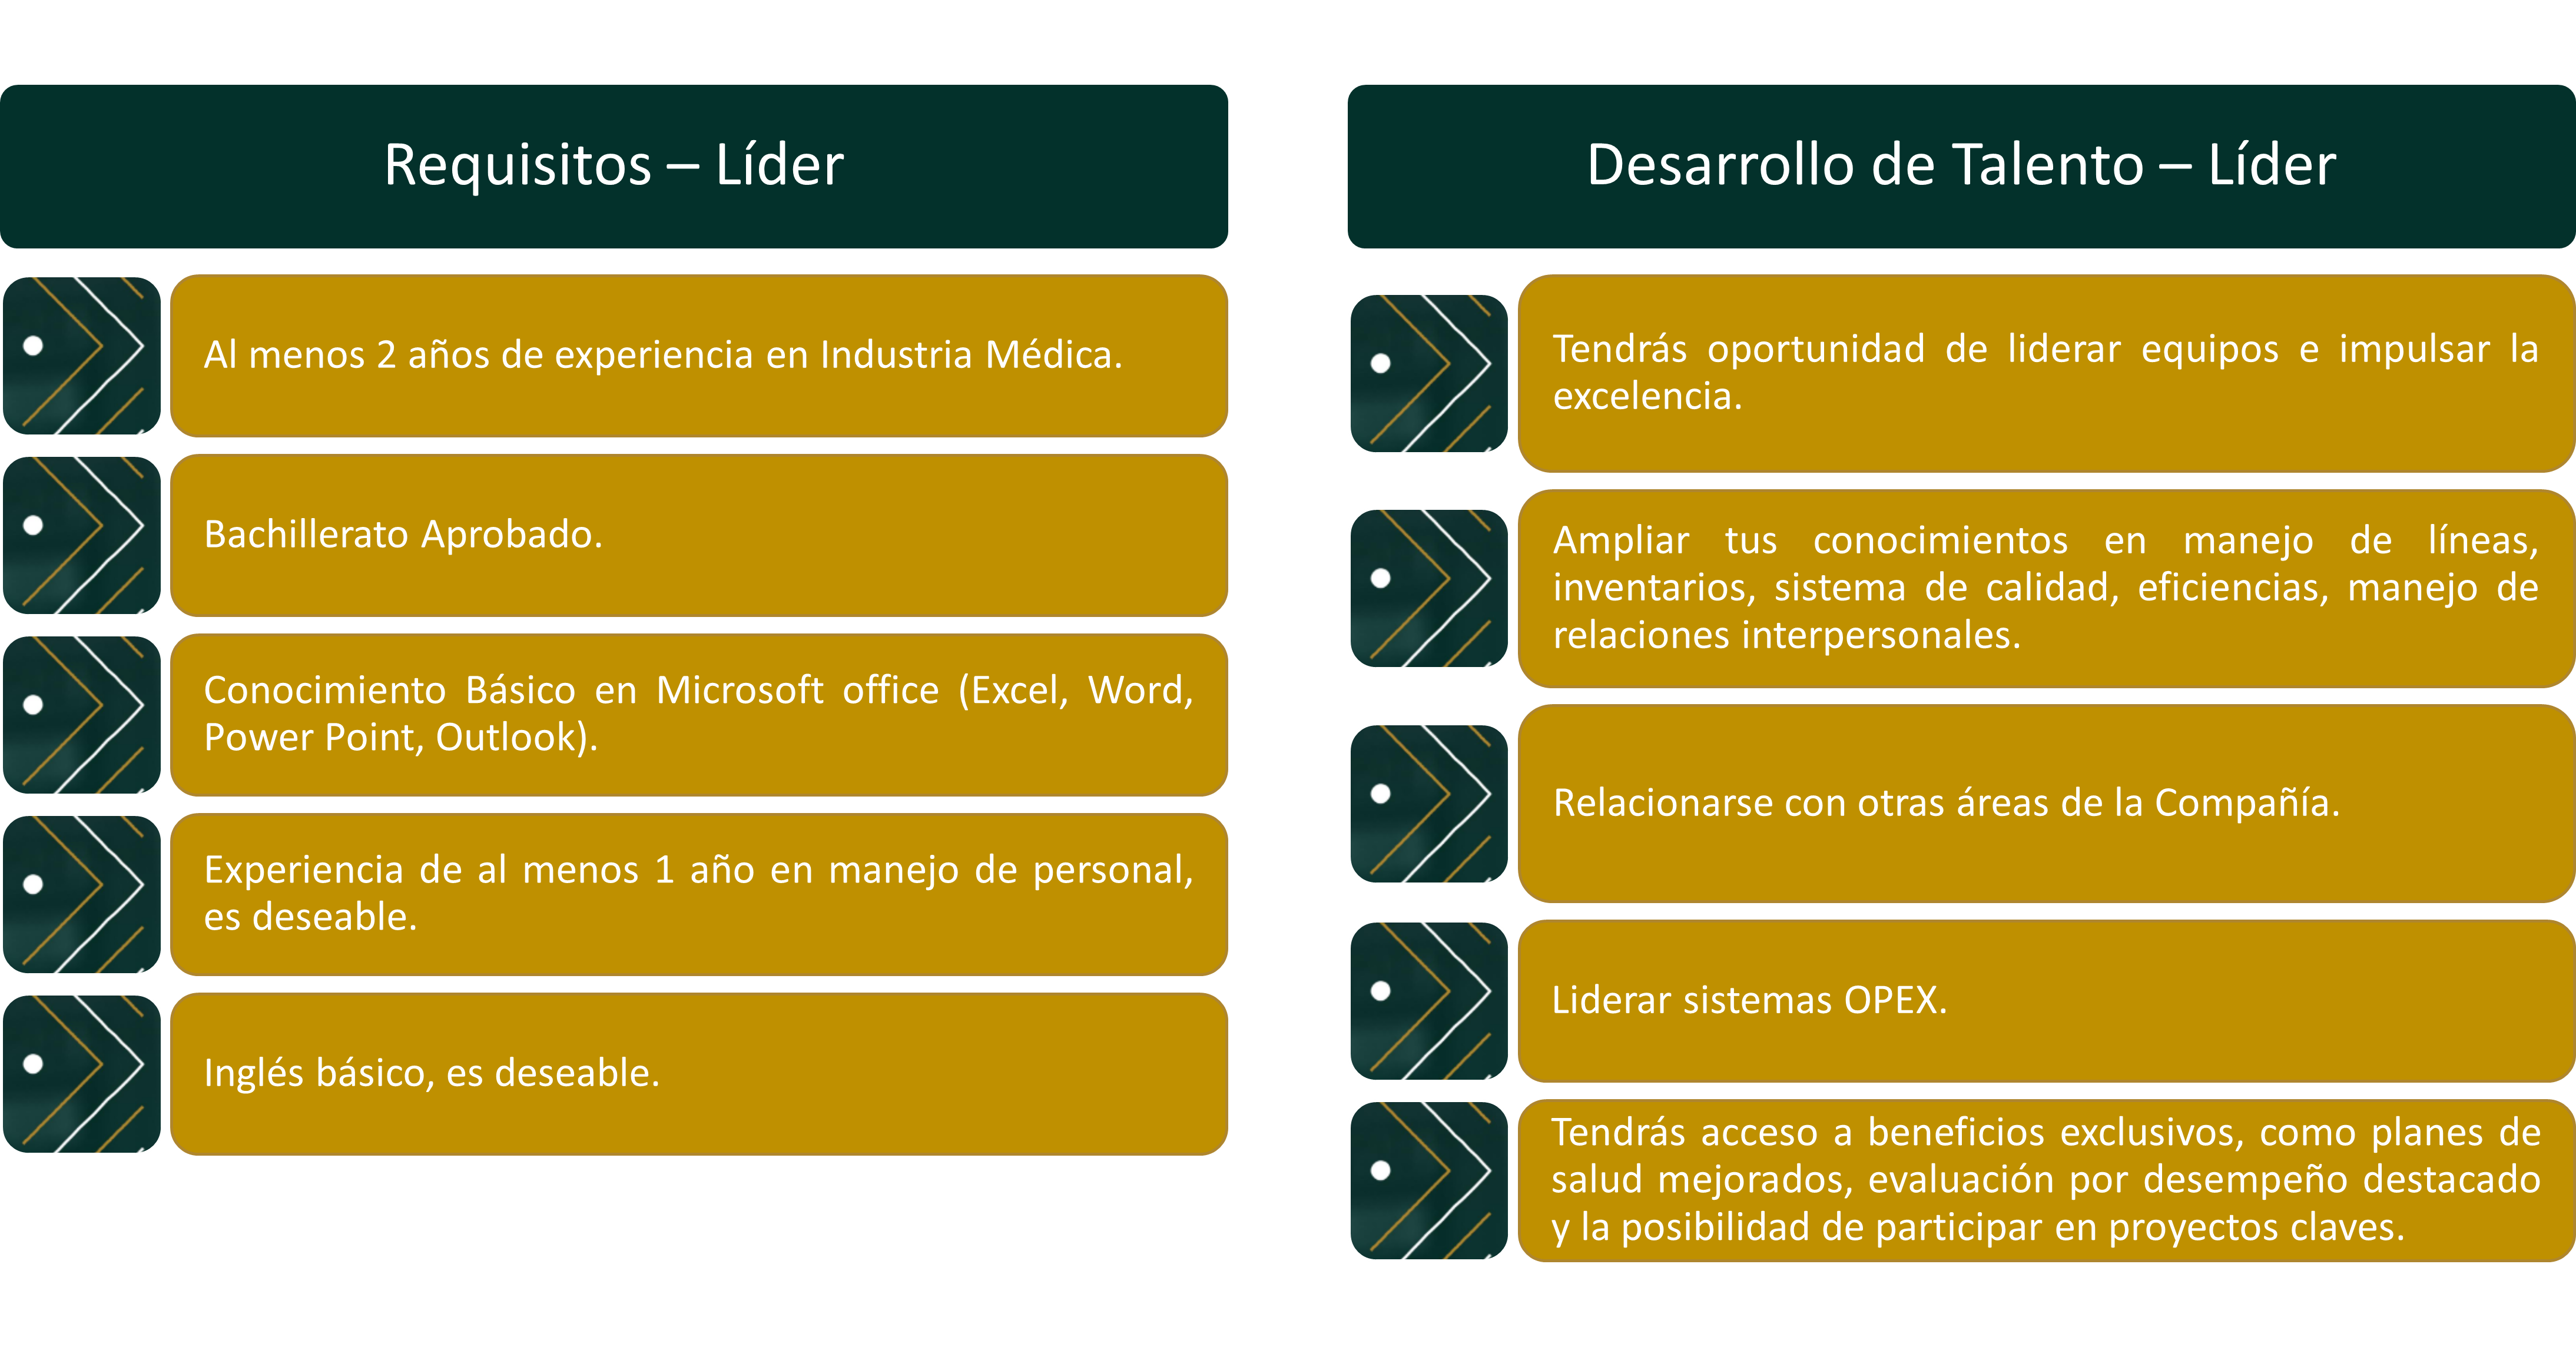 Requisitos – Líder
Al menos 2 años de experiencia en Industria Médica.
Bachillerato Aprobado.
Conocimiento Básico en Microsoft office (Excel, Word,
Power Point, Outlook).
Experiencia de al menos 1 año en manejo de personal,
es deseable.
Inglés básico, es deseable.
Desarrollo de Talento – Líder
Tendrás oportunidad de liderar equipos e impulsar la
excelencia.
Ampliar tus conocimientos en manejo de líneas,
inventarios, sistema de calidad, eficiencias, manejo de
relaciones interpersonales.
Relacionarse con otras áreas de la Compañía.
Liderar sistemas OPEX.
Tendrás acceso a beneficios exclusivos, como planes de
salud mejorados, evaluación por desempeño destacado
y la posibilidad de participar en proyectos claves.